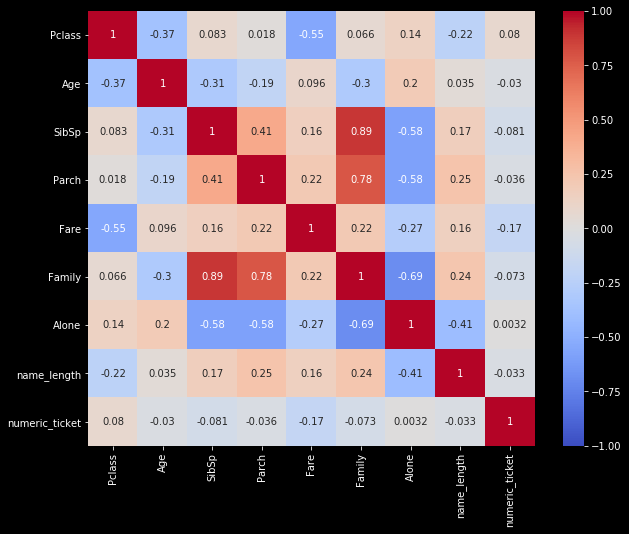 Pclass 1 -0.37 0.083 0.018 -0.55 0.066 0.14 -0.22 0.08
Age -0.37 1 -0.31 -0.19 0.096 -0.3 0.2 0.035 -0.03
SibSp 0.083 -0.31 1 0.41 0.16 0.89 -0.58 0.17 -0.081
Parch 0.018 -0.19 0.41 1 0.22 0.78 -0.58 0.25 -0.036
Fare -0.55 0.096 0.16 0.22 1 0.22 -0.27 0.16 -0.17
Family 0.066 -0.3 0.89 0.78 0.22 1 -0.69 0.24 -0.073
Alone 0.14 0.2 -0.58 -0.58 -0.27 -0.69 1 -0.41 0.0032
name_length -0.22 0.035 0.17 0.25 0.16 0.24 -0.41 1 -0.033
numeric_ticket 0.08 -0.03 -0.081 -0.036 -0.17 -0.073 0.0032 -0.033 1
Pclass
Age
SibSp
Parch
Fare
Family
Alone
name_length
numeric_ticket
1.00
0.75
0.50
0.25
0.00
−0.25
−0.50
−0.75
−1.00